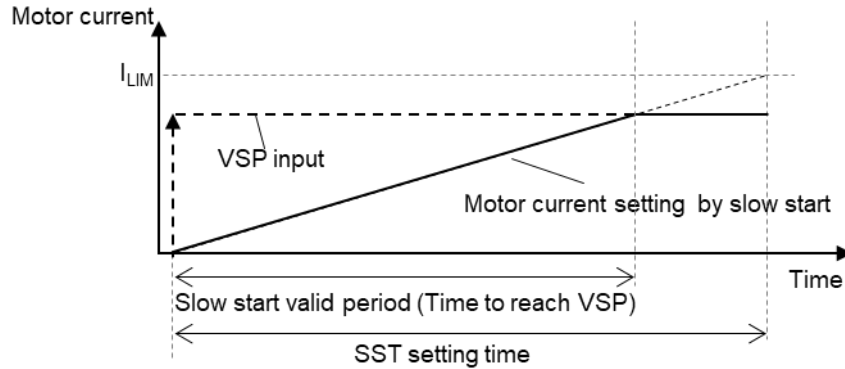 Motor current
I_LIM
VSP input
Motor current setting by slow start
Time
Slow start valid period (Time to reach VSP)
SST setting time